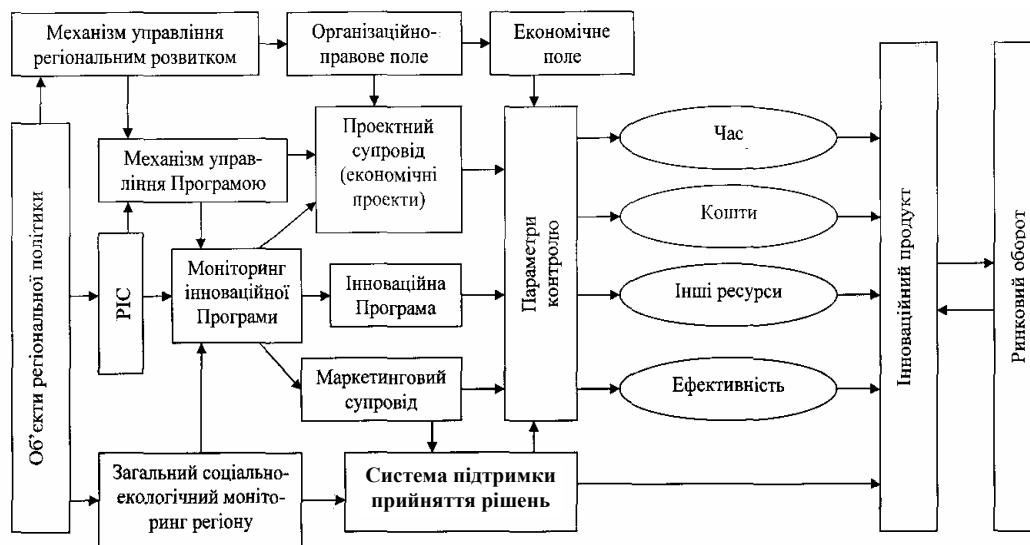 Механізм управління
регіональним розвитком
Організаційно-
правове поле
Економічне
поле
Об’єкти регіональної політики
Механізм управ-
ління Програмою
Проектний
супровід
(економічні
проекти)
РІС
Моніторинг
інноваційної
Програми
Інноваційна
Програма
Маркетинговий
супровід
Загальний соціально-
екологічний моніто-
ринг регіону
Система підтримки
прийняття рішень
Параметри
контролю
Час
Кошти
Інші ресурси
Ефективність
Інноваційний продукт
Ринковий оборот